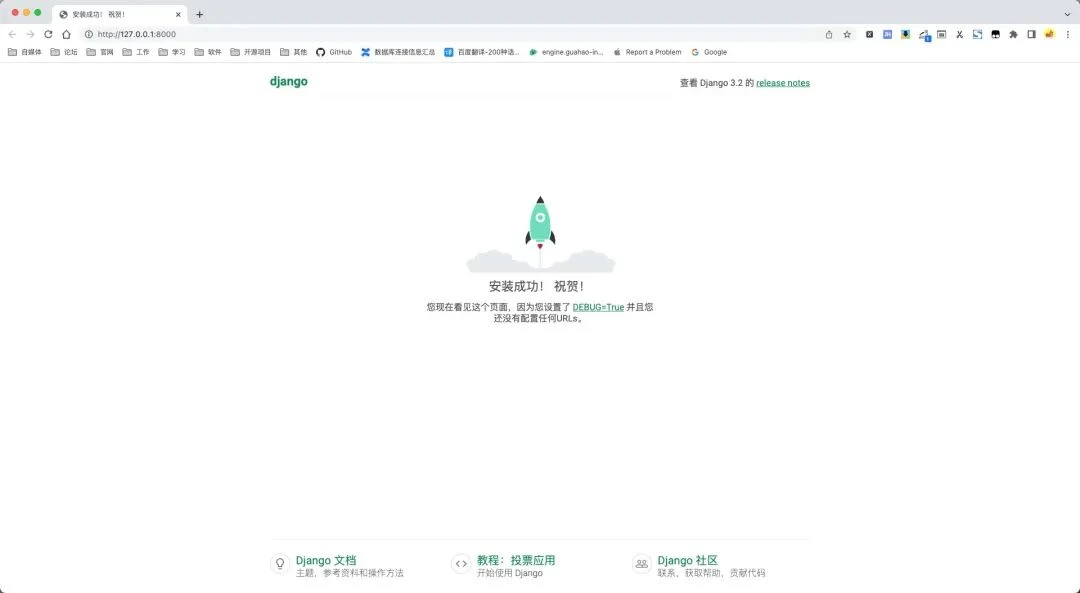 安装成功！ 祝贺！
http://127.0.0.1:8000
自媒体 论坛 官网 工作 学习 软件 开源项目 其他 GitHub 数据库连接信息汇总 百度翻译-200种语... engine.guahao-in... Report a Problem Google
django
查看 Django 3.2 的 release notes
安装成功！ 祝贺！
您现在看见这个页面，因为您设置了 DEBUG=True 并且您
还没有配置任何URLs。
Django 文档
主题，参考资料和操作方法
教程：投票应用
开始使用 Django
Django 社区
联系，获取帮助，贡献代码